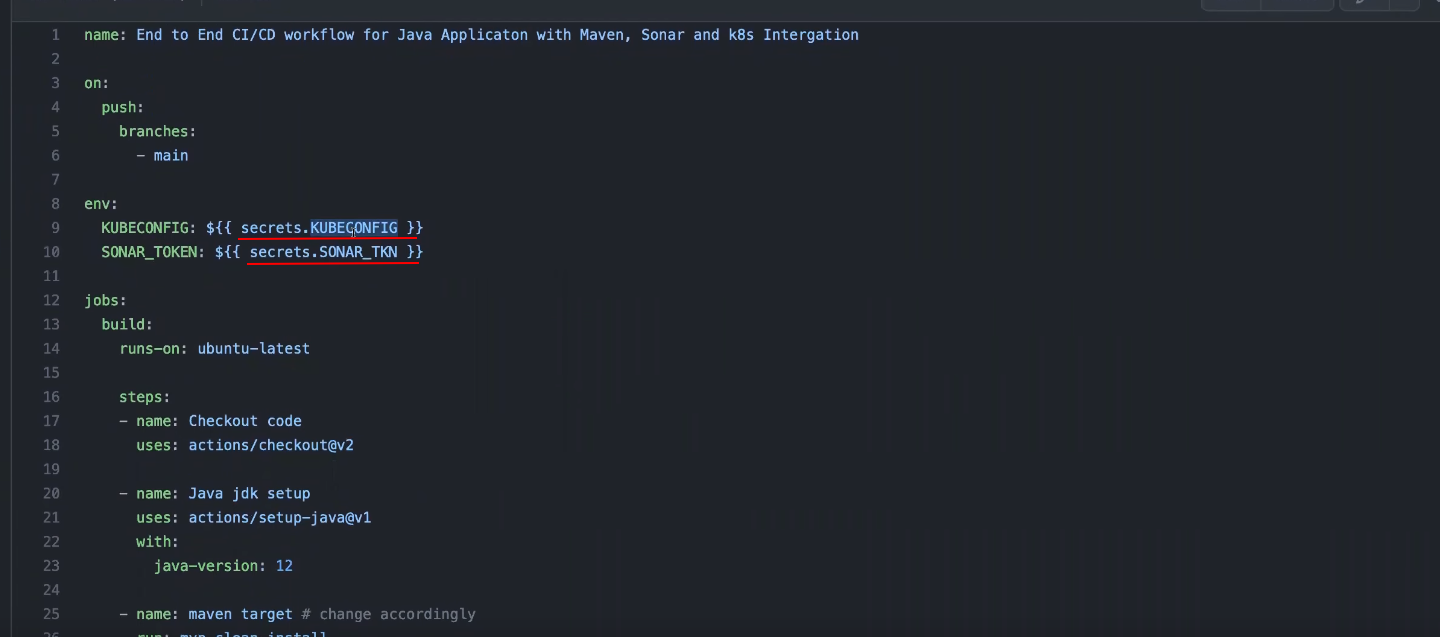 1 name: End to End CI/CD workflow for Java Applicaton with Maven, Sonar and k8s Intergation
2
3 on:
4 push:
5 branches:
6 - main
7
8 env:
9 KUBECONFIG: ${{ secrets.KUBECONFIG }}
10 SONAR_TOKEN: ${{ secrets.SONAR_TKN }}
11
12 jobs:
13 build:
14 runs-on: ubuntu-latest
15
16 steps:
17 - name: Checkout code
18 uses: actions/checkout@v2
19
20 - name: Java jdk setup
21 uses: actions/setup-java@v1
22 with:
23 java-version: 12
24
25 - name: maven target # change accordingly
26 run: mvn clean install